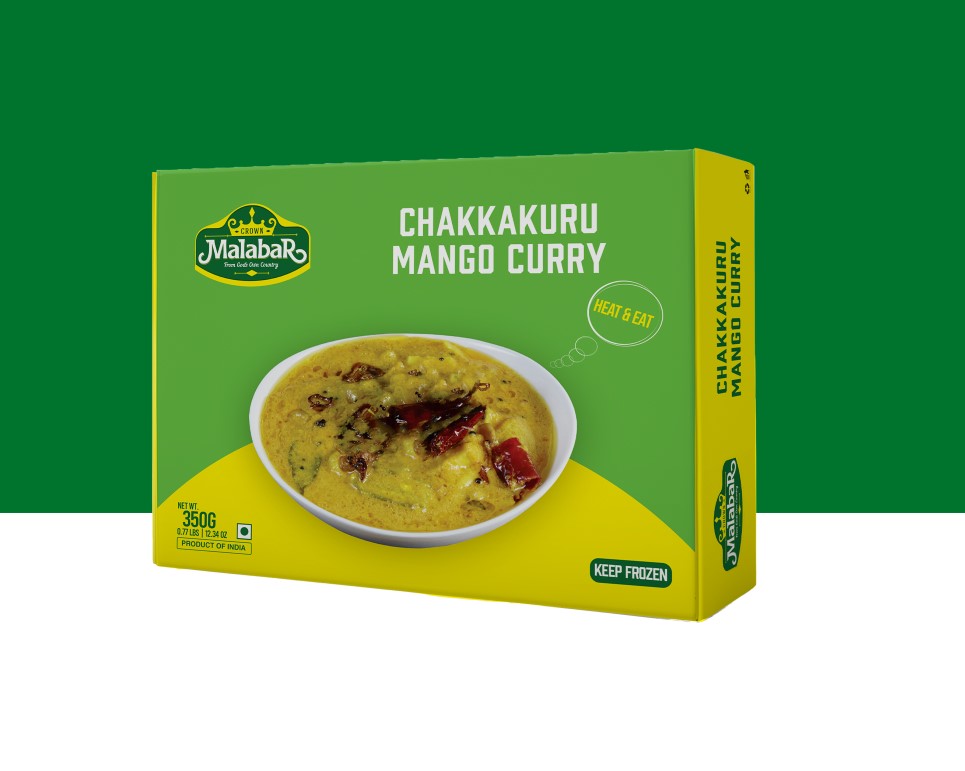 CROWN
MalabaR
From Gods Own Country
CHAKKAKURU
MANGO CURRY
HEAT & EAT
NET WT.
350G
0.77 LBS | 12.34 OZ
PRODUCT OF INDIA
KEEP FROZEN
CHAKKAKURU
MANGO CURRY
MalabaR